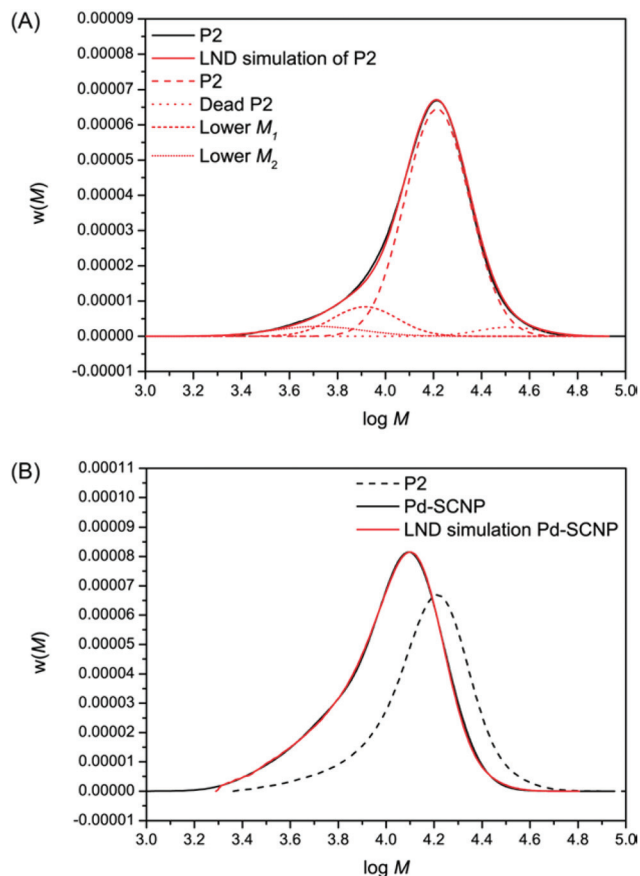 (A)
P2
LND simulation of P2
P2
Dead P2
Lower M1
Lower M2
0.00009
0.00008
0.00007
0.00006
0.00005
0.00004
0.00003
0.00002
0.00001
0.00000
-0.00001
w(M)
3.0 3.2 3.4 3.6 3.8 4.0 4.2 4.4 4.6 4.8 5.0
log M
(B)
P2
Pd-SCNP
LND simulation Pd-SCNP
0.00011
0.00010
0.00009
0.00008
0.00007
0.00006
0.00005
0.00004
0.00003
0.00002
0.00001
0.00000
-0.00001
w(M)
3.0 3.2 3.4 3.6 3.8 4.0 4.2 4.4 4.6 4.8 5.0
log M